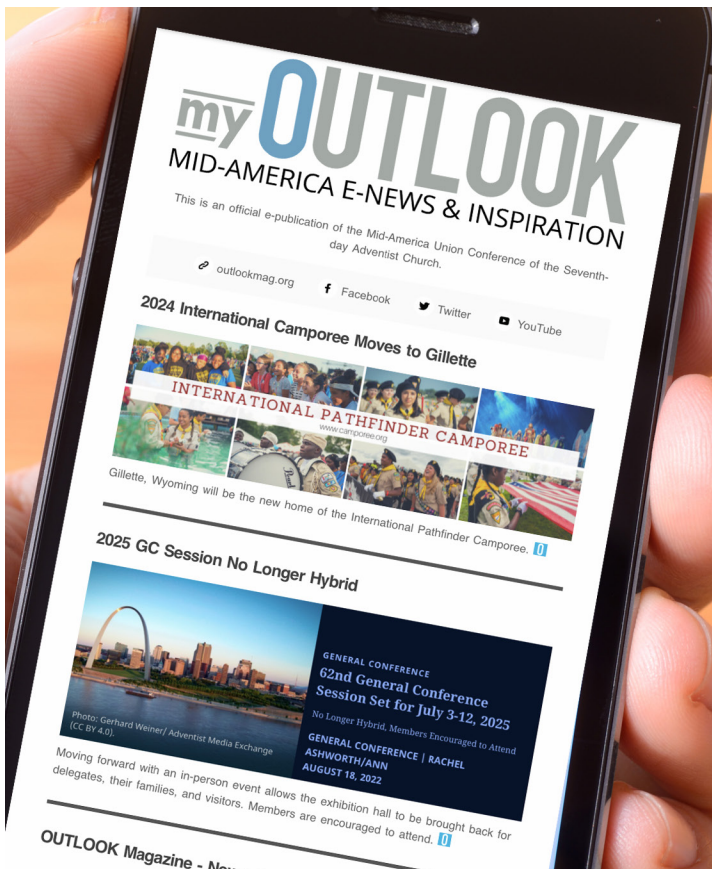 my OUTLOOK
MID-AMERICA E-NEWS & INSPIRATION
This is an official e-publication of the Mid-America Union Conference of the Seventh-
day Adventist Church.
outlookmag.org Facebook Twitter YouTube
2024 International Camporee Moves to Gillette
INTERNATIONAL PATHFINDER CAMPOREE
www.camporee.org
Gillette, Wyoming will be the new home of the International Pathfinder Camporee.
2025 GC Session No Longer Hybrid
GENERAL CONFERENCE
62nd General Conference
Session Set for July 3-12, 2025
No Longer Hybrid, Members Encouraged to Attend
GENERAL CONFERENCE | RACHEL
ASHWORTH/ANN
AUGUST 18, 2022
Photo: Gerhard Weiner/ Adventist Media Exchange
(CC BY 4.0).
Moving forward with an in-person event allows the exhibition hall to be brought back for
delegates, their families, and visitors. Members are encouraged to attend.
OUTLOOK Magazine -